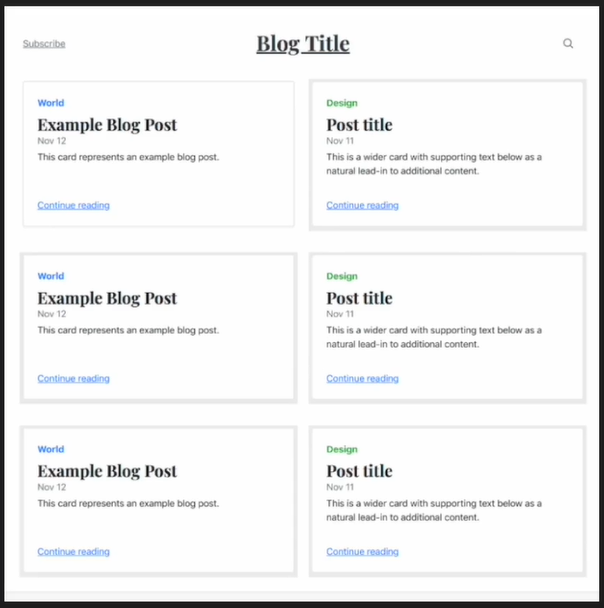 Subscribe
Blog Title
World
Example Blog Post
Nov 12
This card represents an example blog post.
Continue reading
Design
Post title
Nov 11
This is a wider card with supporting text below as a
natural lead-in to additional content.
Continue reading
World
Example Blog Post
Nov 12
This card represents an example blog post.
Continue reading
Design
Post title
Nov 11
This is a wider card with supporting text below as a
natural lead-in to additional content.
Continue reading
World
Example Blog Post
Nov 12
This card represents an example blog post.
Continue reading
Design
Post title
Nov 11
This is a wider card with supporting text below as a
natural lead-in to additional content.
Continue reading